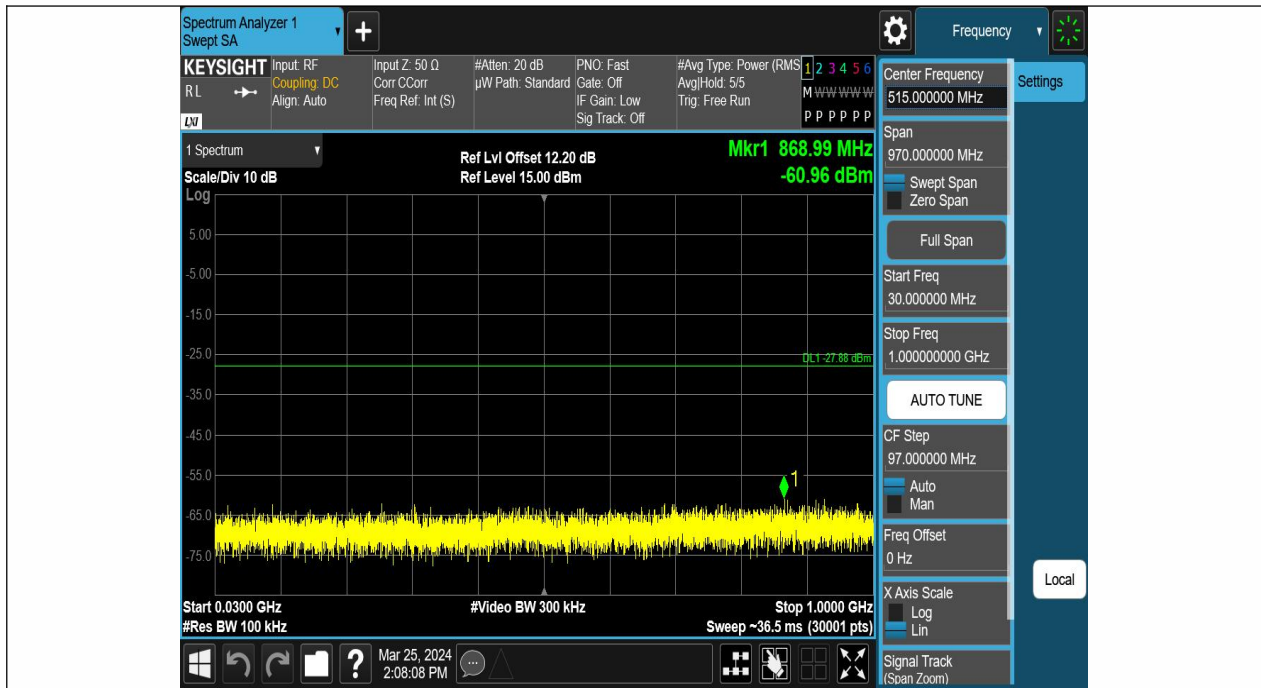 Spectrum Analyzer 1
Swept SA
+
Frequency
KEYSIGHT
R L
LXI
Input: RF
Coupling: DC
Align: Auto
Input Z: 50 Ω
Corr CCorr
Freq Ref: Int (S)
#Atten: 20 dB
µW Path: Standard
PNO: Fast
Gate: Off
IF Gain: Low
Sig Track: Off
#Avg Type: Power (RMS
Avg|Hold: 5/5
Trig: Free Run
1 2 3 4 5 6
M W W W W W
P P P P P P
1 Spectrum
Scale/Div 10 dB
Log
Ref Lvl Offset 12.20 dB
Ref Level 15.00 dBm
Mkr1 868.99 MHz
-60.96 dBm
5.00
-5.00
-15.0
-25.0
DL1 -27.88 dBm
-35.0
-45.0
-55.0
1
-65.0
-75.0
Start 0.0300 GHz
#Res BW 100 kHz
#Video BW 300 kHz
Stop 1.0000 GHz
Sweep ~36.5 ms (30001 pts)
Center Frequency
515.000000 MHz
Settings
Span
970.000000 MHz
Swept Span
Zero Span
Full Span
Start Freq
30.000000 MHz
Stop Freq
1.000000000 GHz
AUTO TUNE
CF Step
97.000000 MHz
Auto
Man
Freq Offset
0 Hz
X Axis Scale
Log
Lin
Signal Track
(Span Zoom)
Local
?
Mar 25, 2024
2:08:08 PM